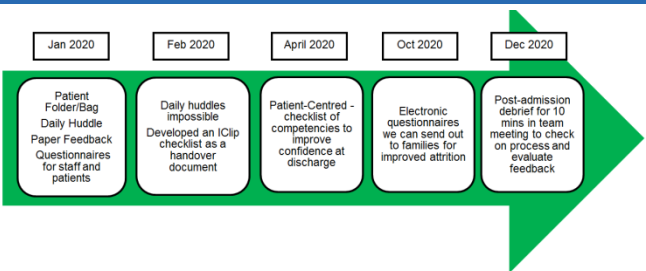 Jan 2020
Feb 2020
April 2020
Oct 2020
Dec 2020
Patient
Folder/Bag
Daily Huddle
Paper Feedback
Questionnaires
for staff and
patients
Daily huddles
impossible
Developed an IClip
checklist as a
handover
document
Patient-Centred -
checklist of
competencies to
improve
confidence at
discharge
Electronic
questionnaires
we can send out
to families for
improved attrition
Post-admission
debrief for 10
mins in team
meeting to check
on process and
evaluate
feedback